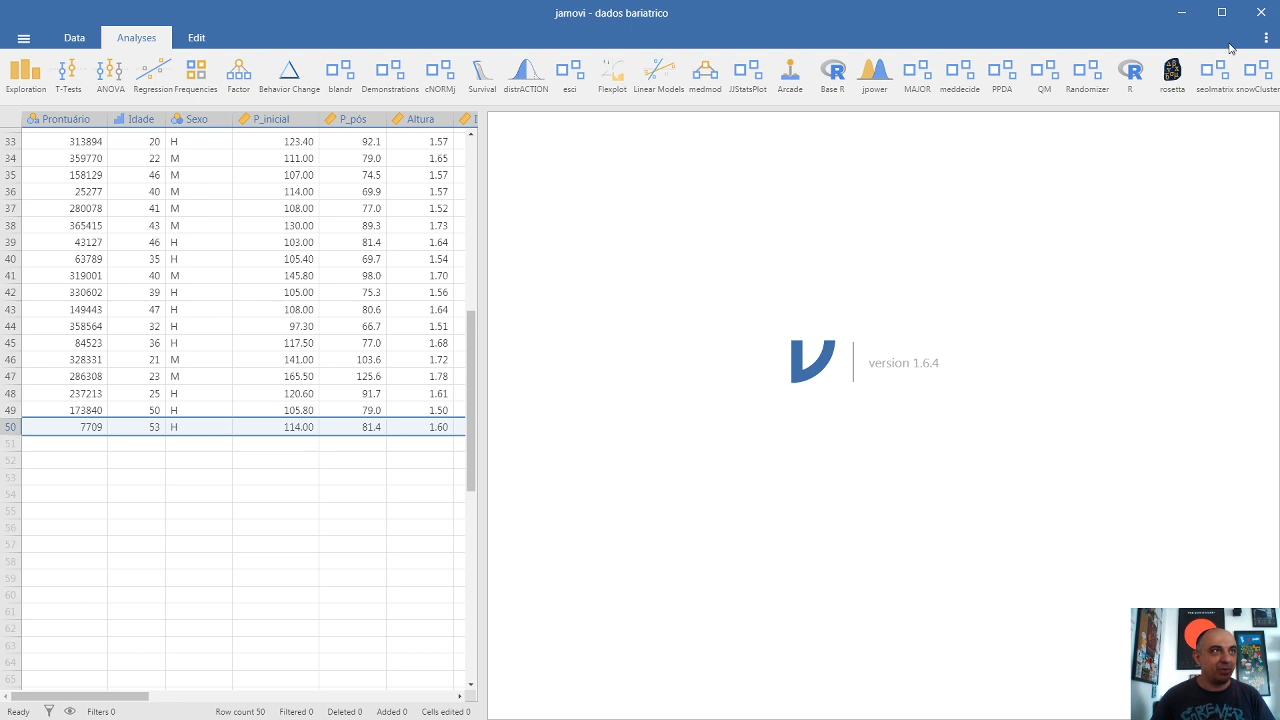 jamovi - dados bariatrico
Data Analyses Edit
Exploration T-Tests ANOVA Regression Frequencies Factor Behavior Change blandr Demonstrations cNORMj Survival distrACTION esci Flexplot Linear Models medmod JJStatsPlot Arcade Base R jpower MAJOR meddecide PPDA QM Randomizer R rosetta seolmatrix snowCluster
Prontuário Idade Sexo P_inicial P_pós Altura
33 313894 20 H 123.40 92.1 1.57
34 359770 22 M 111.00 79.0 1.65
35 158129 46 M 107.00 74.5 1.57
36 25277 40 M 114.00 69.9 1.57
37 280078 41 M 108.00 77.0 1.52
38 365415 43 M 130.00 89.3 1.73
39 43127 46 H 103.00 81.4 1.64
40 63789 35 H 105.40 69.7 1.54
41 319001 40 M 145.80 98.0 1.70
42 330602 39 H 105.00 75.3 1.56
43 149443 47 H 108.00 80.6 1.64
44 358564 32 H 97.30 66.7 1.51
45 84523 36 H 117.50 77.0 1.68
46 328331 21 M 141.00 103.6 1.72
47 286308 23 M 165.50 125.6 1.78
48 237213 25 H 120.60 91.7 1.61
49 173840 50 H 105.80 79.0 1.50
50 7709 53 H 114.00 81.4 1.60
51
52
53
54
55
56
57
58
59
60
61
62
63
64
65
version 1.6.4
Ready Filters 0 Row count 50 Filtered 0 Deleted 0 Added 0 Cells edited 0